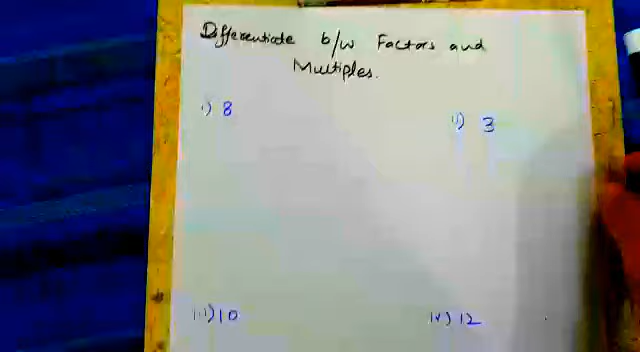 Differentiate b/w Factors and
Multiples.
i) 8
ii) 3
iii) 10
iv) 12